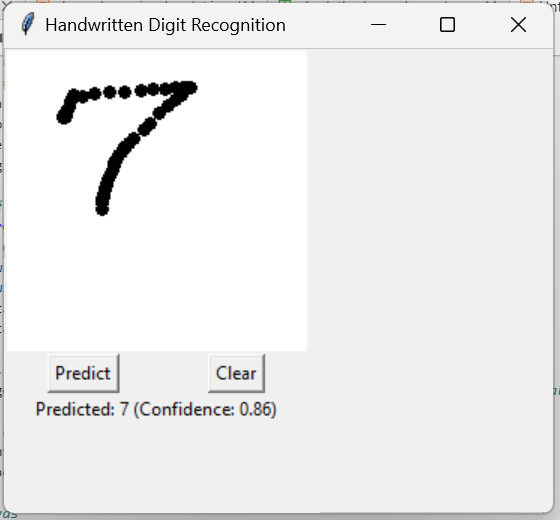 Handwritten Digit Recognition
7
Predict Clear
Predicted: 7 (Confidence: 0.86)